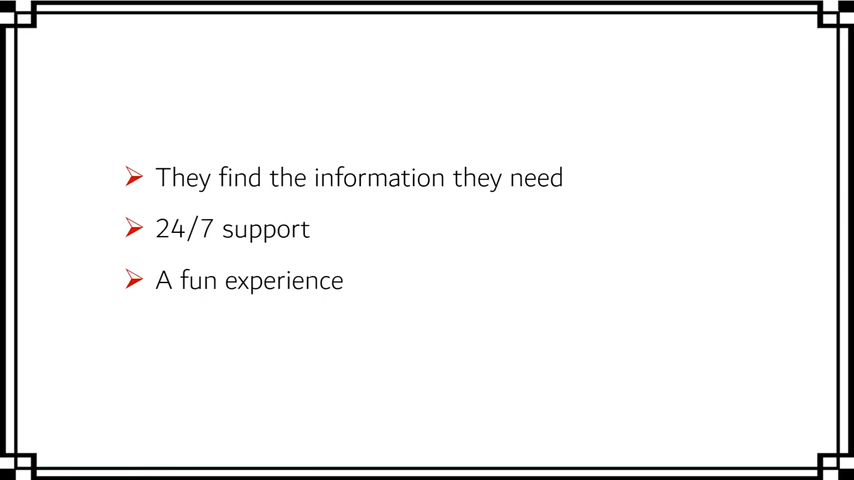 They find the information they need
24/7 support
A fun experience